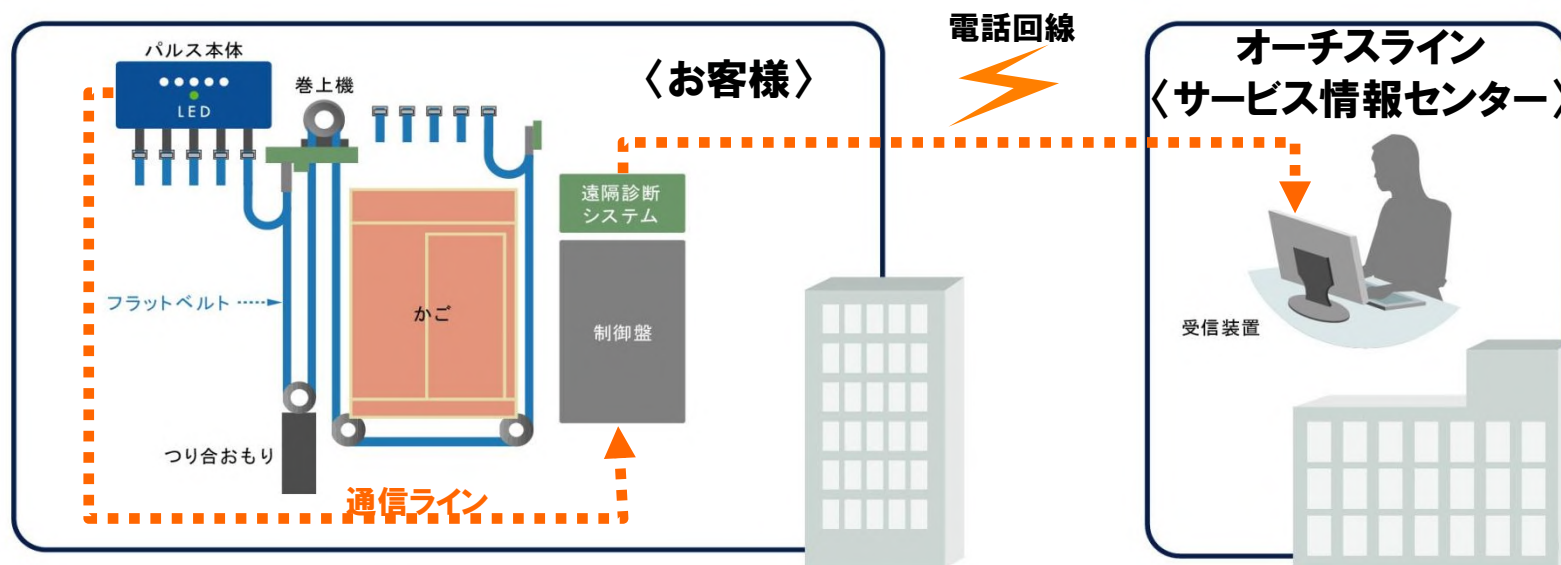 パルス本体
LED
巻上機
〈お客様〉
電話回線
オーチスライン
〈サービス情報センター〉
遠隔診断
システム
フラットベルト
かご
制御盤
受信装置
つり合おもり
通信ライン